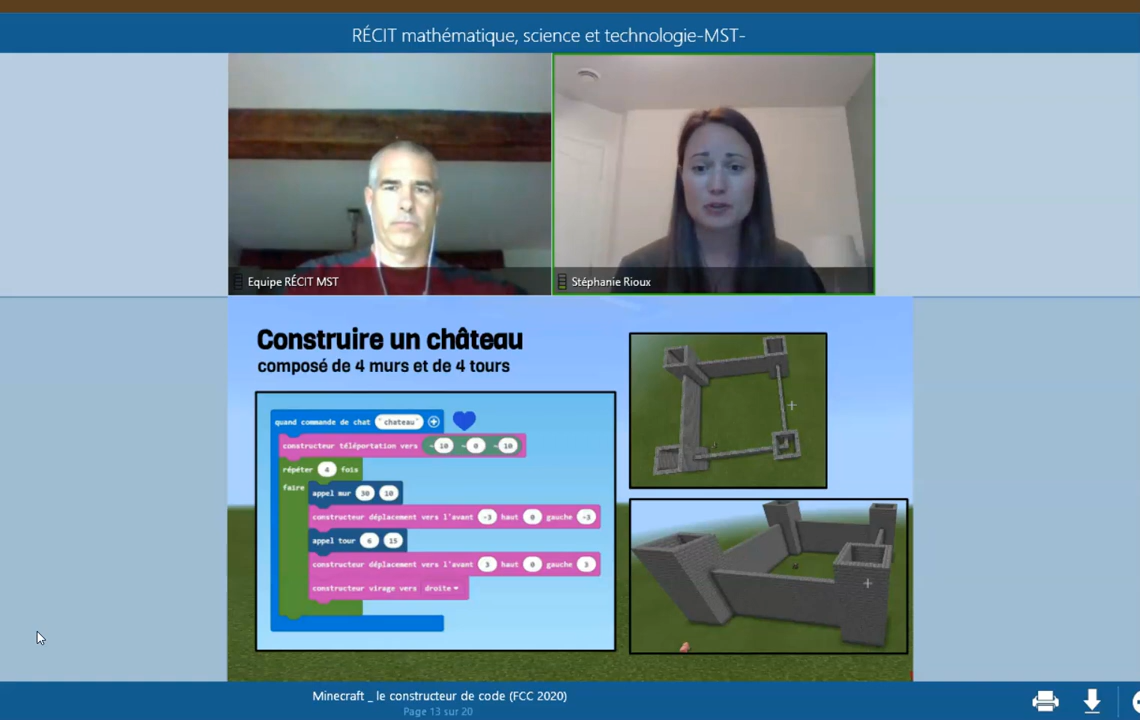 RÉCIT mathématique, science et technologie-MST-
Equipe RÉCIT MST
Stéphanie Rioux
Construire un château
composé de 4 murs et de 4 tours
quand commande de chat "chateau"
constructeur téléportation vers ~10 ~0 ~10
répéter 4 fois
faire
appel mur 30 10
constructeur déplacement vers l'avant -3 haut 0 gauche -3
appel tour 6 15
constructeur déplacement vers l'avant 3 haut 0 gauche 3
constructeur virage vers droite
Minecraft _ le constructeur de code (FCC 2020)
Page 13 sur 20